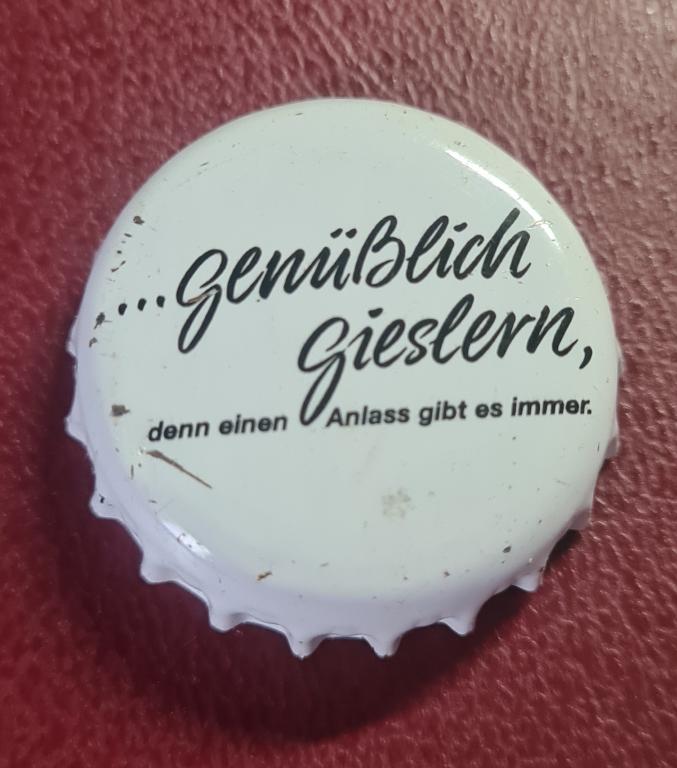 ...genüßlich
gieslern,
denn einen Anlass gibt es immer.